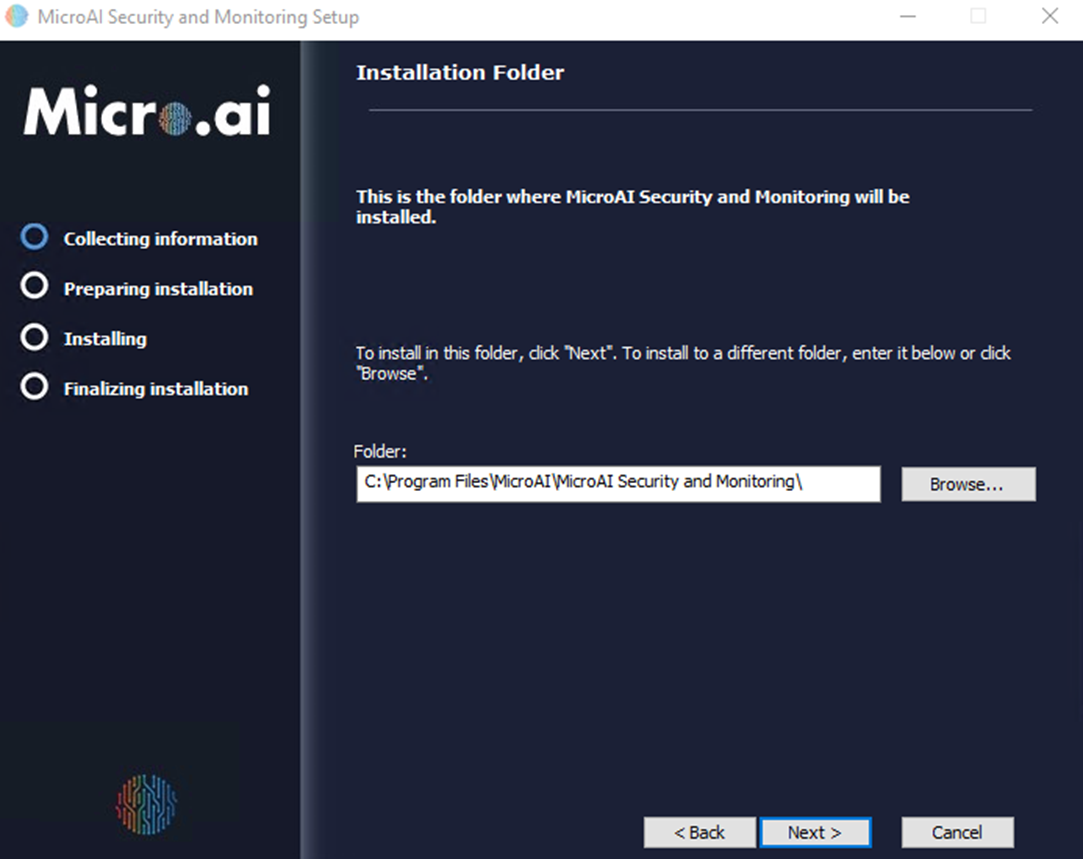 MicroAI Security and Monitoring Setup
Micro.ai
Collecting information
Preparing installation
Installing
Finalizing installation
Installation Folder
This is the folder where MicroAI Security and Monitoring will be
installed.
To install in this folder, click "Next". To install to a different folder, enter it below or click
"Browse".
Folder:
C:\Program Files\MicroAI\MicroAI Security and Monitoring\
Browse...
< Back
Next >
Cancel